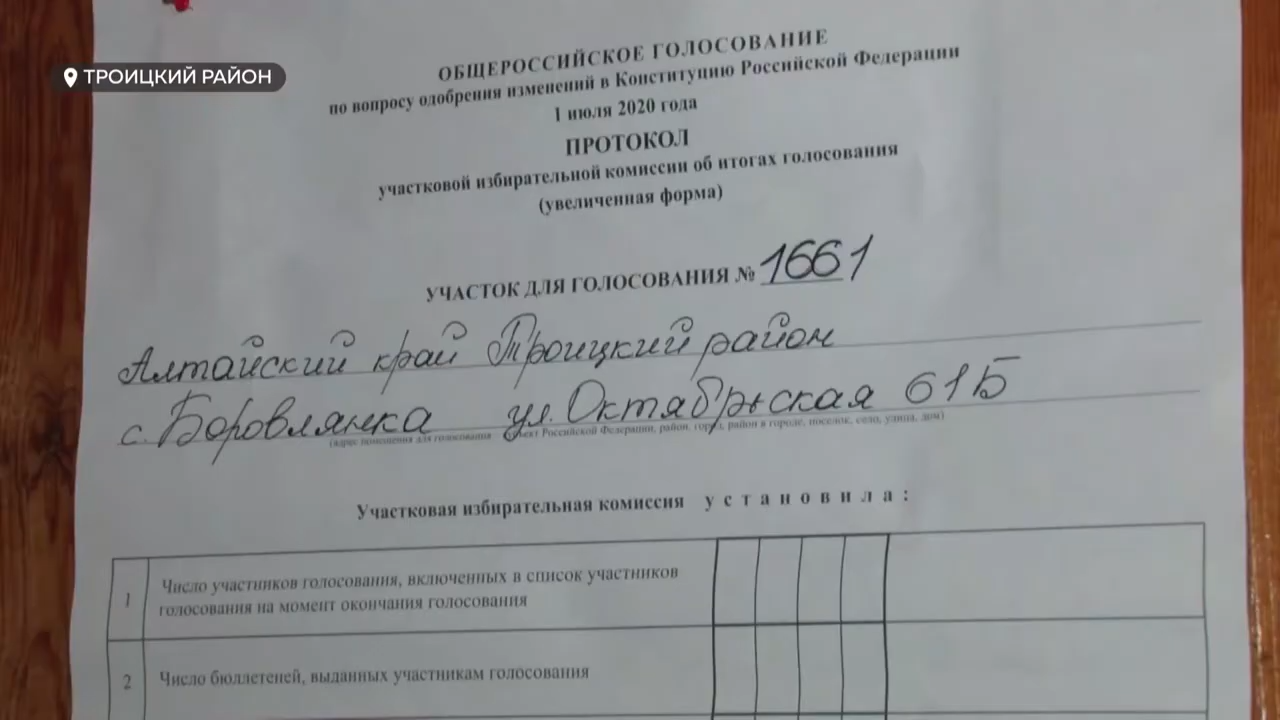 ТРОИЦКИЙ РАЙОН
ОБЩЕРОССИЙСКОЕ ГОЛОСОВАНИЕ
по вопросу одобрения изменений в Конституцию Российской Федерации
1 июля 2020 года
ПРОТОКОЛ
участковой избирательной комиссии об итогах голосования
(увеличенная форма)
УЧАСТОК ДЛЯ ГОЛОСОВАНИЯ № 1661
Алтайский край Троицкий район
с. Боровлянка ул. Октябрьская 61Б
(адрес помещения для голосования Российской Федерации, район, город, район в городе, поселок, село, улица, дом)
Участковая избирательная комиссия установила:
1 Число участников голосования, включенных в список участников
голосования на момент окончания голосования
2 Число бюллетеней, выданных участникам голосования